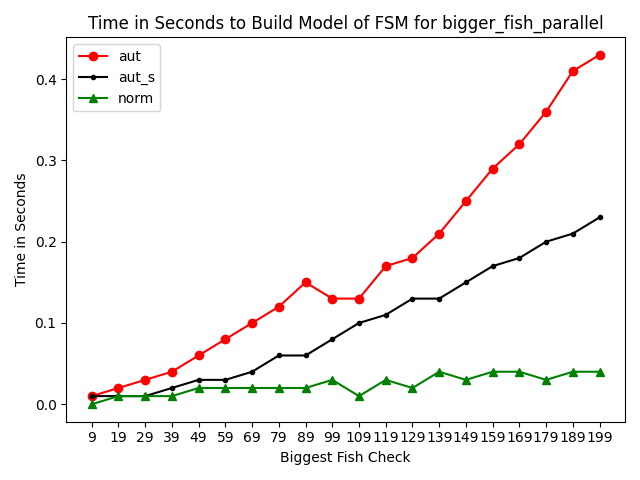 Time in Seconds to Build Model of FSM for bigger_fish_parallel
aut
aut_s
norm
Time in Seconds
0.4
0.3
0.2
0.1
0.0
9 19 29 39 49 59 69 79 89 99 109 119 129 139 149 159 169 179 189 199
Biggest Fish Check